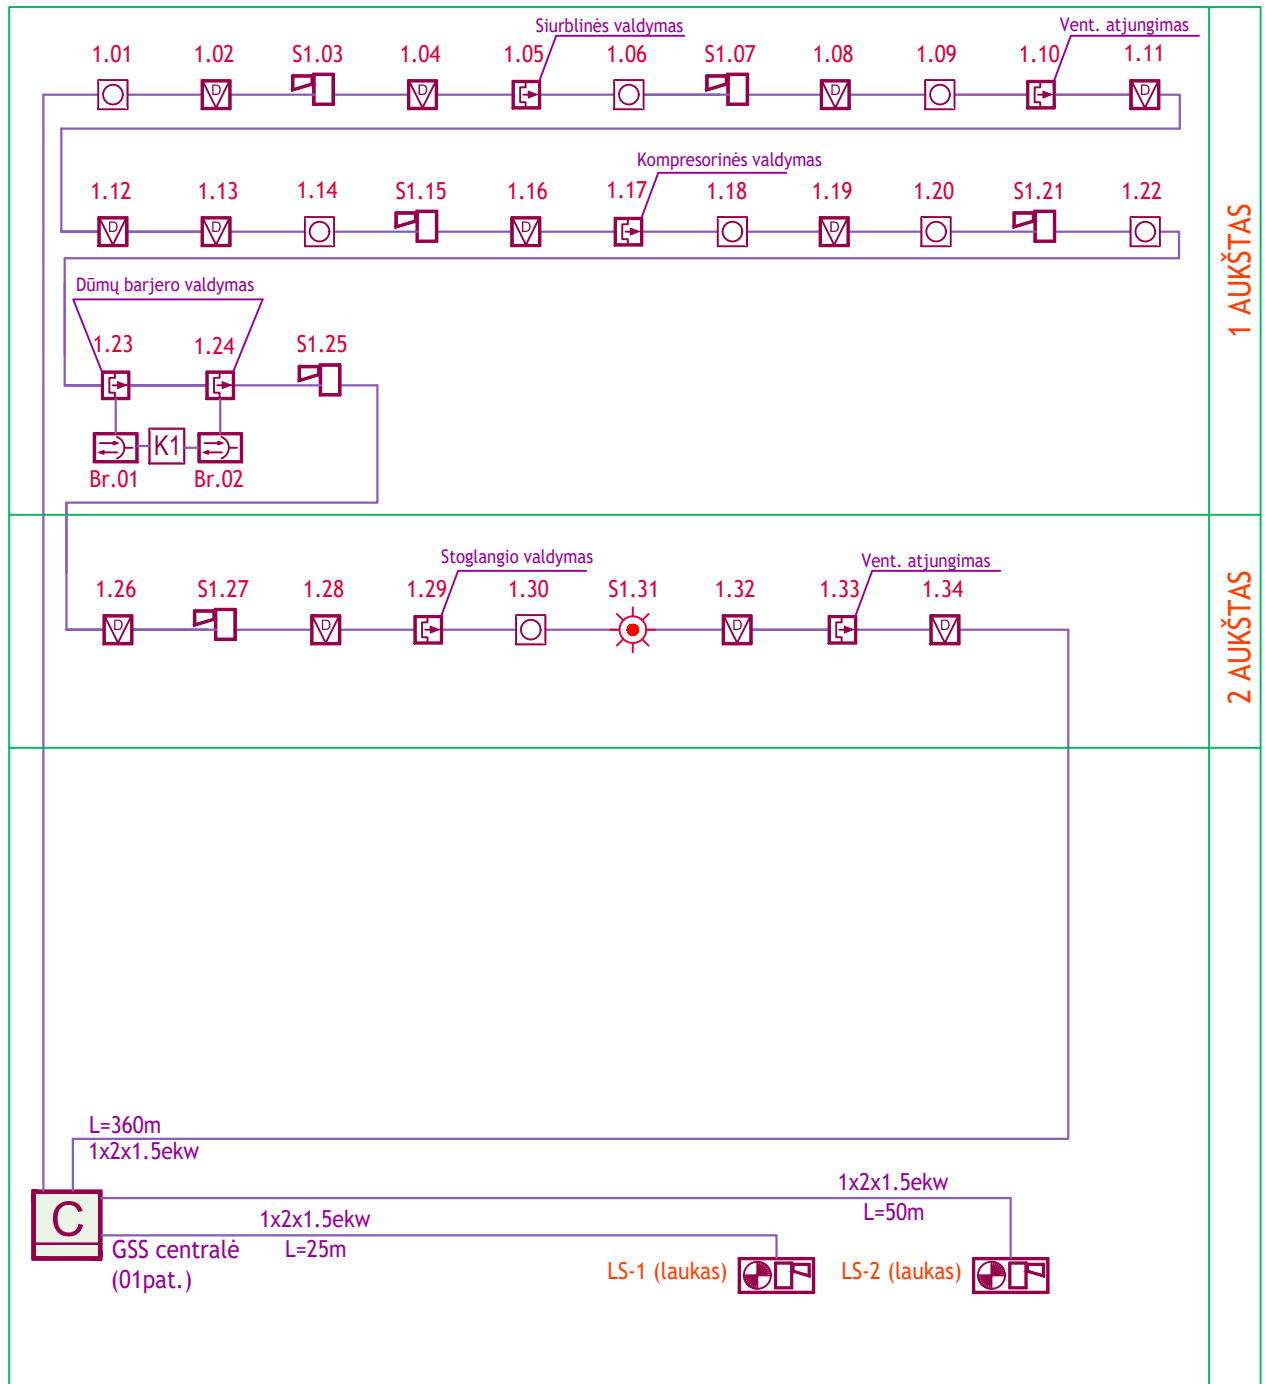 Siurblinės valdymas
Vent. atjungimas
1.01 1.02 S1.03 1.04 1.05 1.06 S1.07 1.08 1.09 1.10 1.11
D D D D
Kompresorinės valdymas
1.12 1.13 1.14 S1.15 1.16 1.17 1.18 1.19 1.20 S1.21 1.22
D D D D
1 AUKŠTAS
Dūmų barjero valdymas
1.23 1.24 S1.25
K1
Br.01 Br.02
Stoglangio valdymas
Vent. atjungimas
1.26 S1.27 1.28 1.29 1.30 S1.31 1.32 1.33 1.34
D D D D
2 AUKŠTAS
L=360m
1x2x1.5ekw
1x2x1.5ekw
L=50m
C
1x2x1.5ekw
L=25m
GSS centralė
(01pat.)
LS-1 (laukas)
LS-2 (laukas)